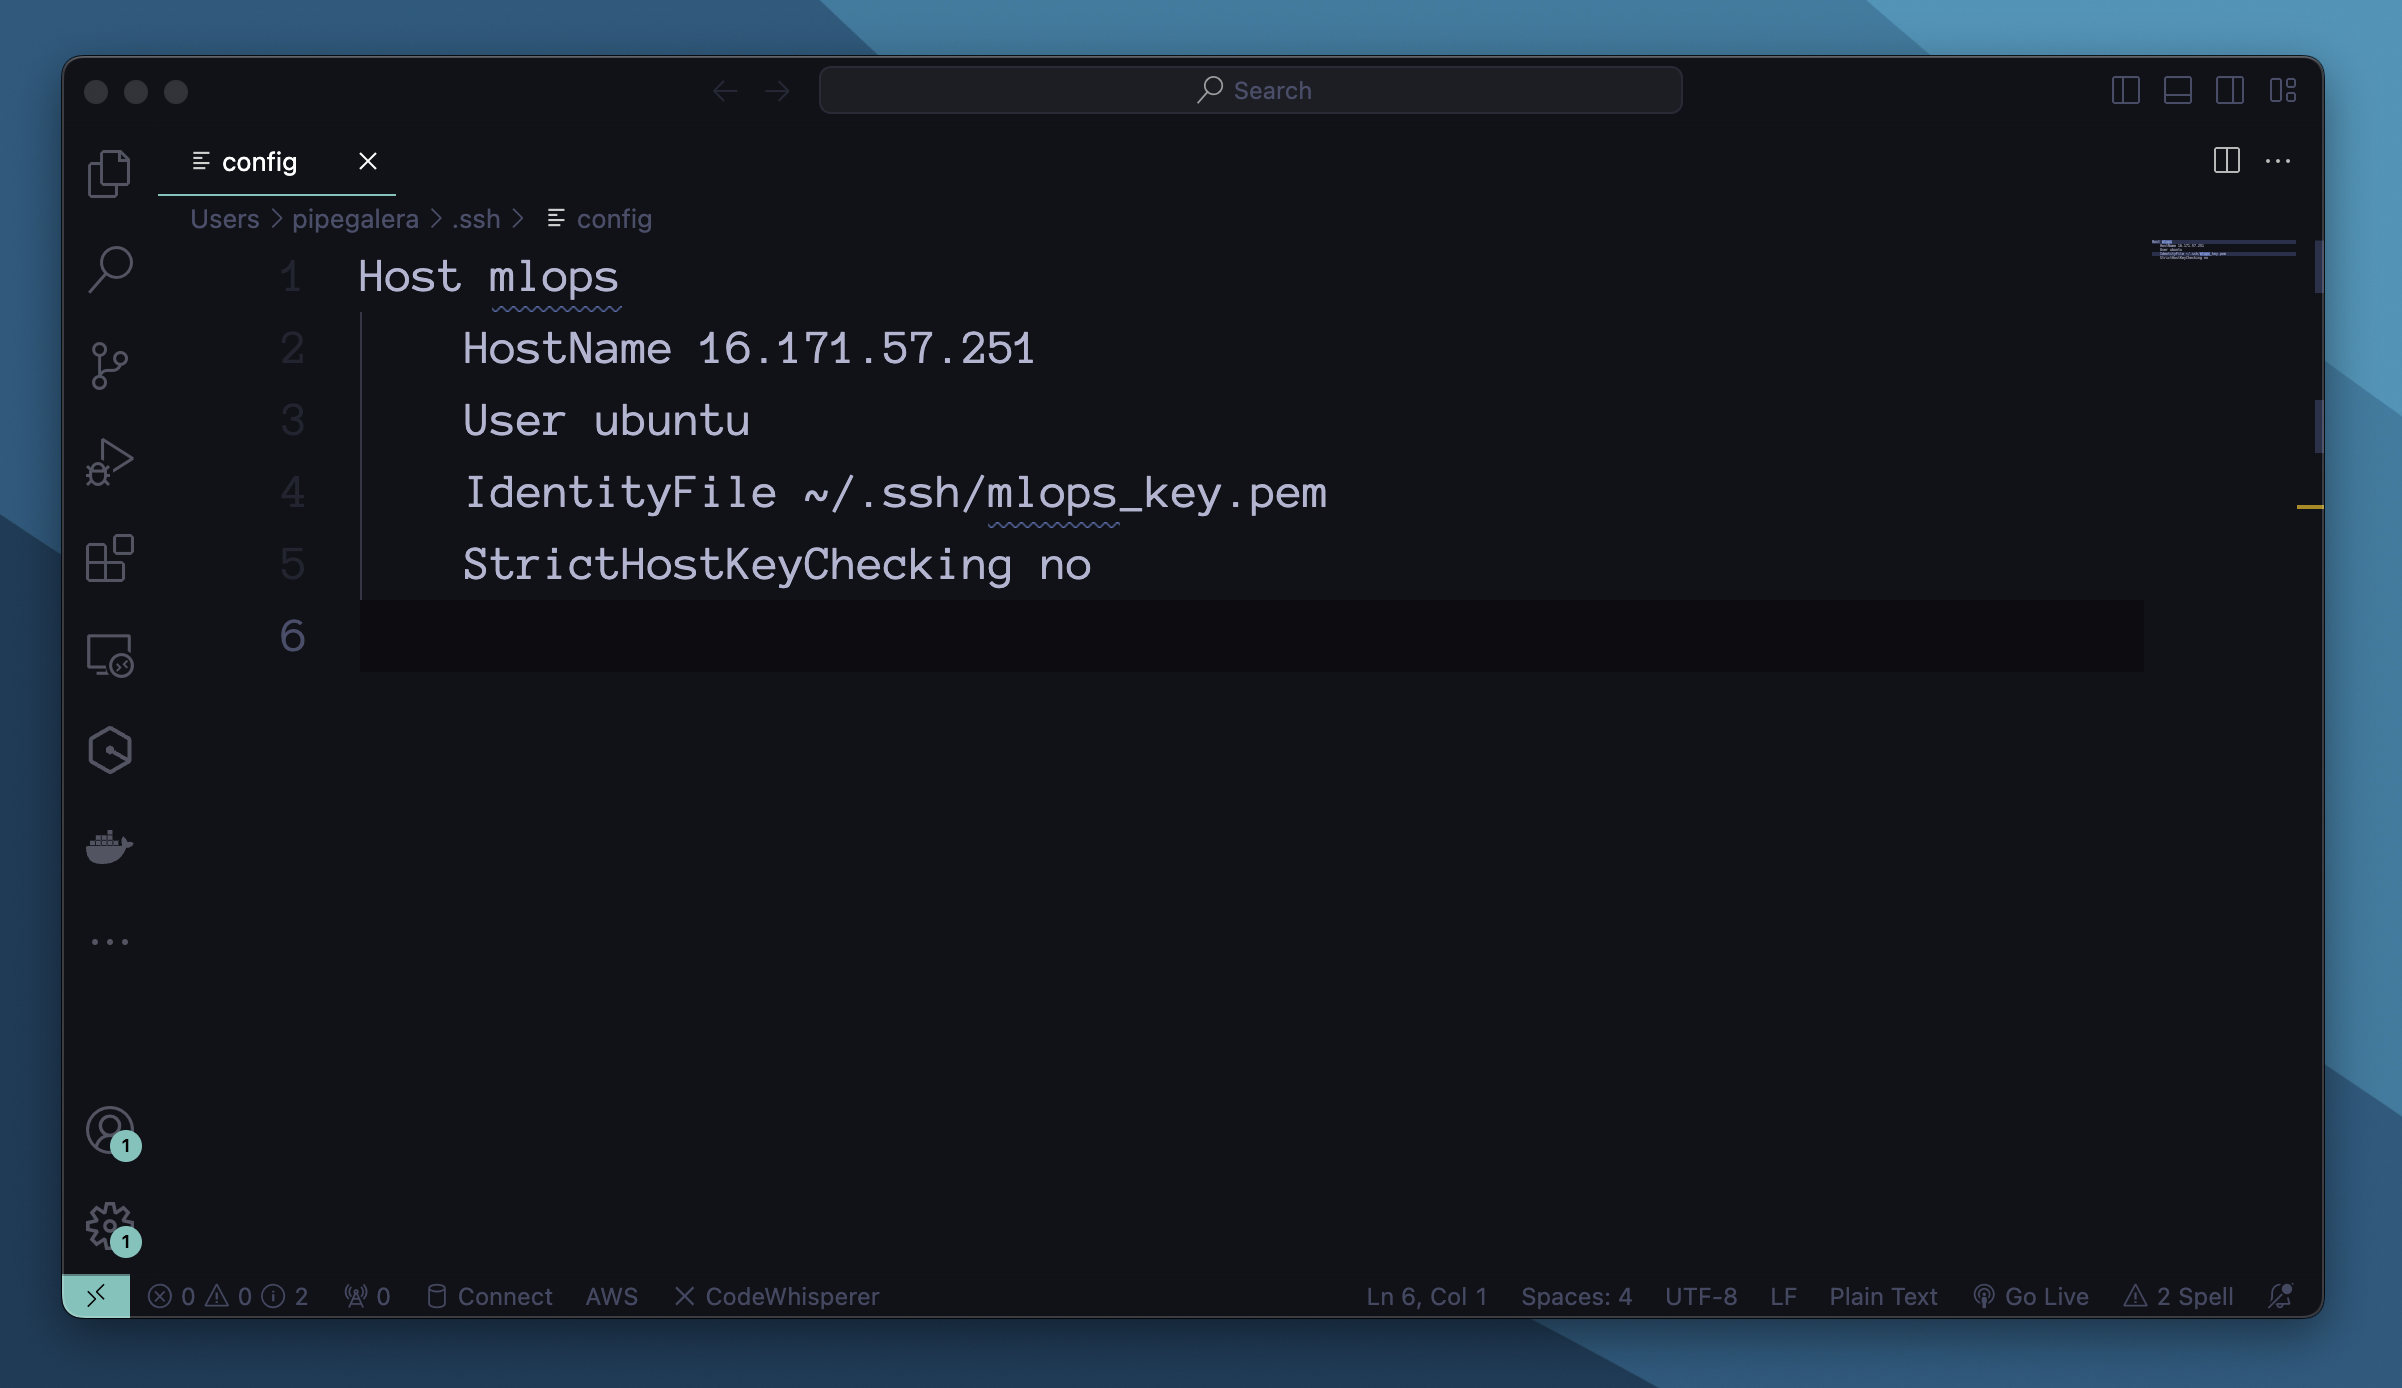 Search
config
Users > pipegalera > .ssh > config
1 Host mlops
2 HostName 16.171.57.251
3 User ubuntu
4 IdentityFile ~/.ssh/mlops_key.pem
5 StrictHostKeyChecking no
6
1
1
0 0 2 0 Connect AWS CodeWhisperer Ln 6, Col 1 Spaces: 4 UTF-8 LF Plain Text Go Live 2 Spell